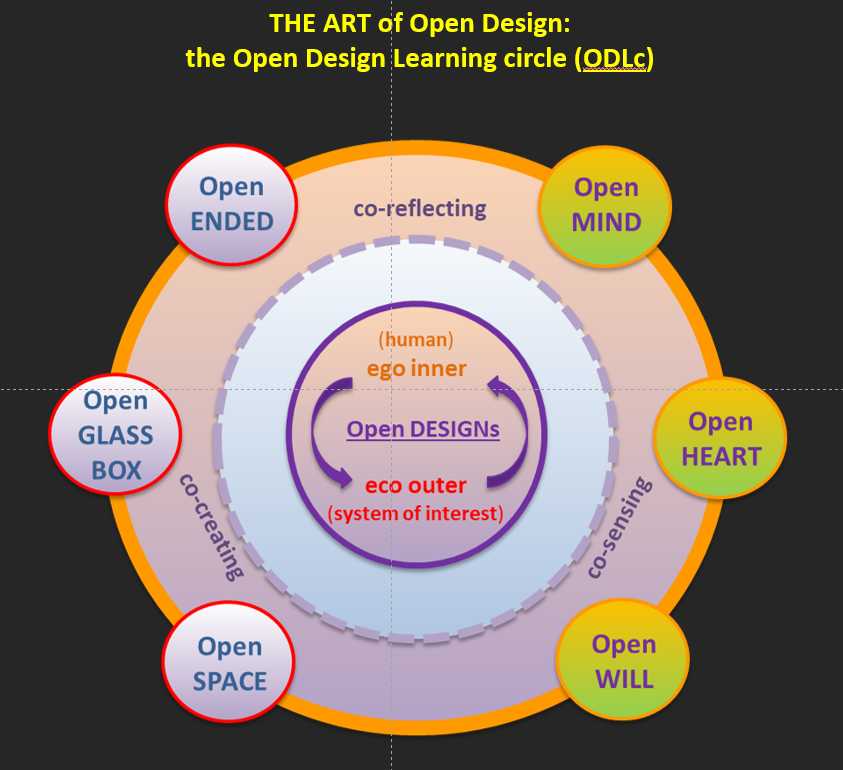 THE ART of Open Design:
the Open Design Learning circle (ODLc)
Open
ENDED
co-reflecting
Open
MIND
(human)
ego inner
Open
GLASS
BOX
Open DESIGNs
Open
HEART
eco outer
(system of interest)
co-creating
co-sensing
Open
SPACE
Open
WILL